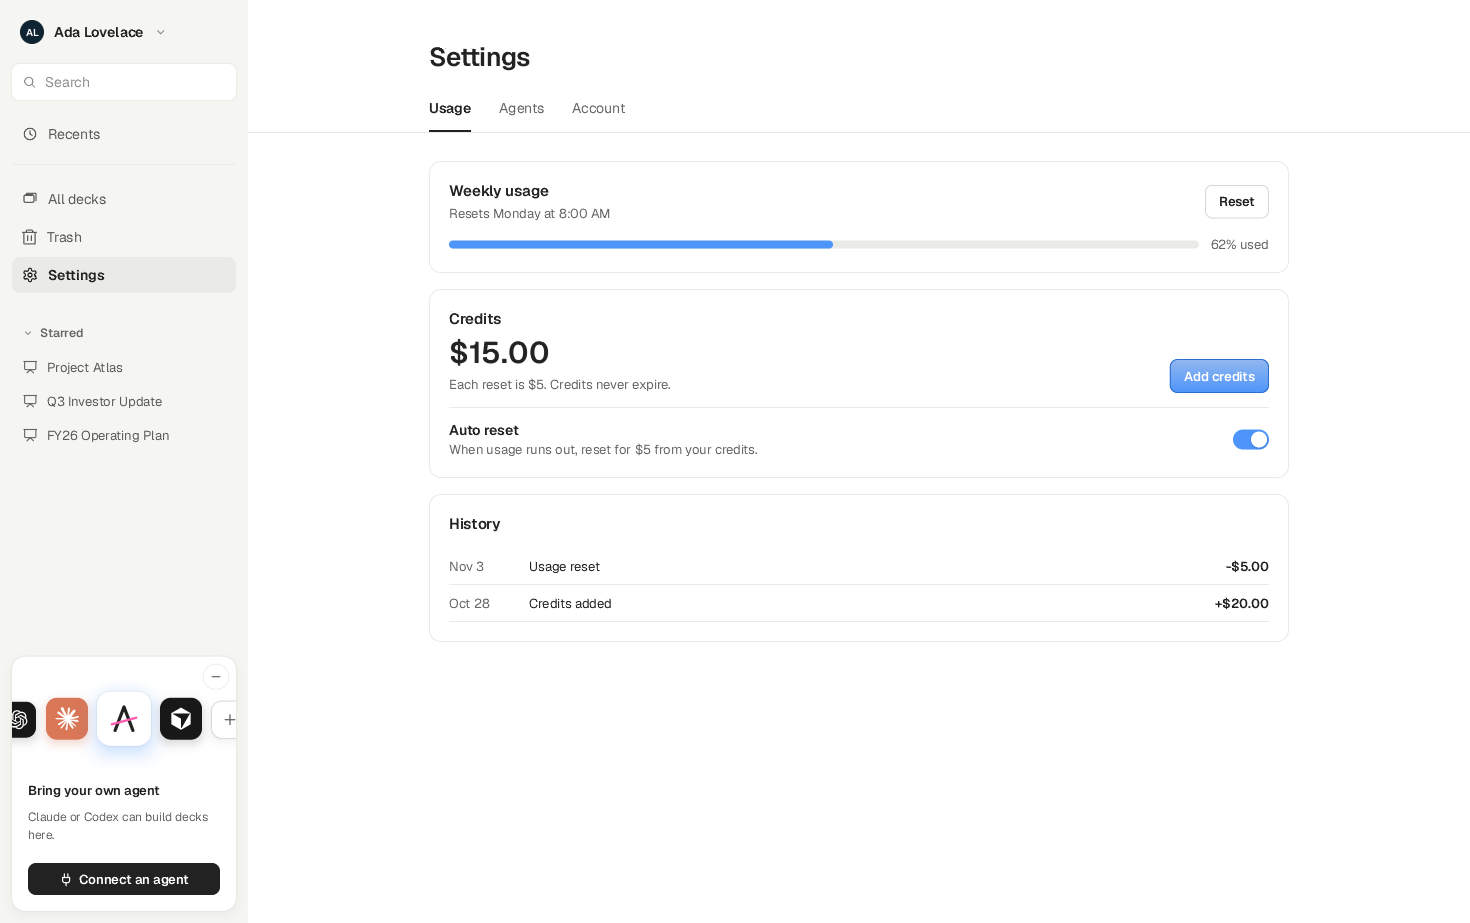 AL
Ada Lovelace
Search
Recents
All decks
Trash
Settings
Starred
Project Atlas
Q3 Investor Update
FY26 Operating Plan
Bring your own agent
Claude or Codex can build decks
here.
Connect an agent
Settings
Usage Agents Account
Weekly usage
Resets Monday at 8:00 AM
Reset
62% used
Credits
$15.00
Each reset is $5. Credits never expire.
Add credits
Auto reset
When usage runs out, reset for $5 from your credits.
History
Nov 3 Usage reset -$5.00
Oct 28 Credits added +$20.00